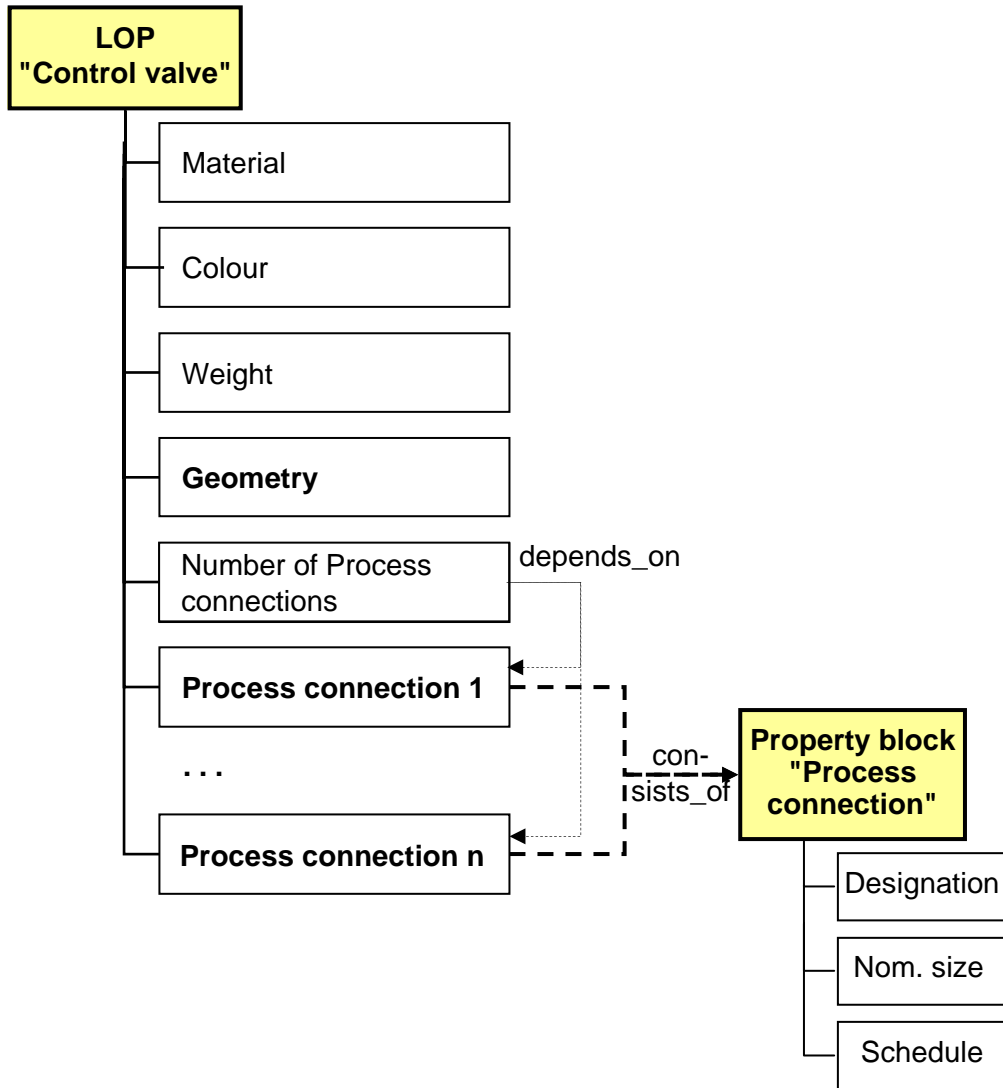 LOP
"Control valve"
Material
Colour
Weight
Geometry
Number of Process
connections
depends_on
Process connection 1
. . .
Process connection n
con-
sists_of
Property block
"Process
connection"
Designation
Nom. size
Schedule